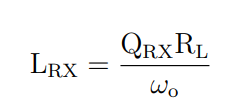 L_RX = Q_RX R_L / ω_o